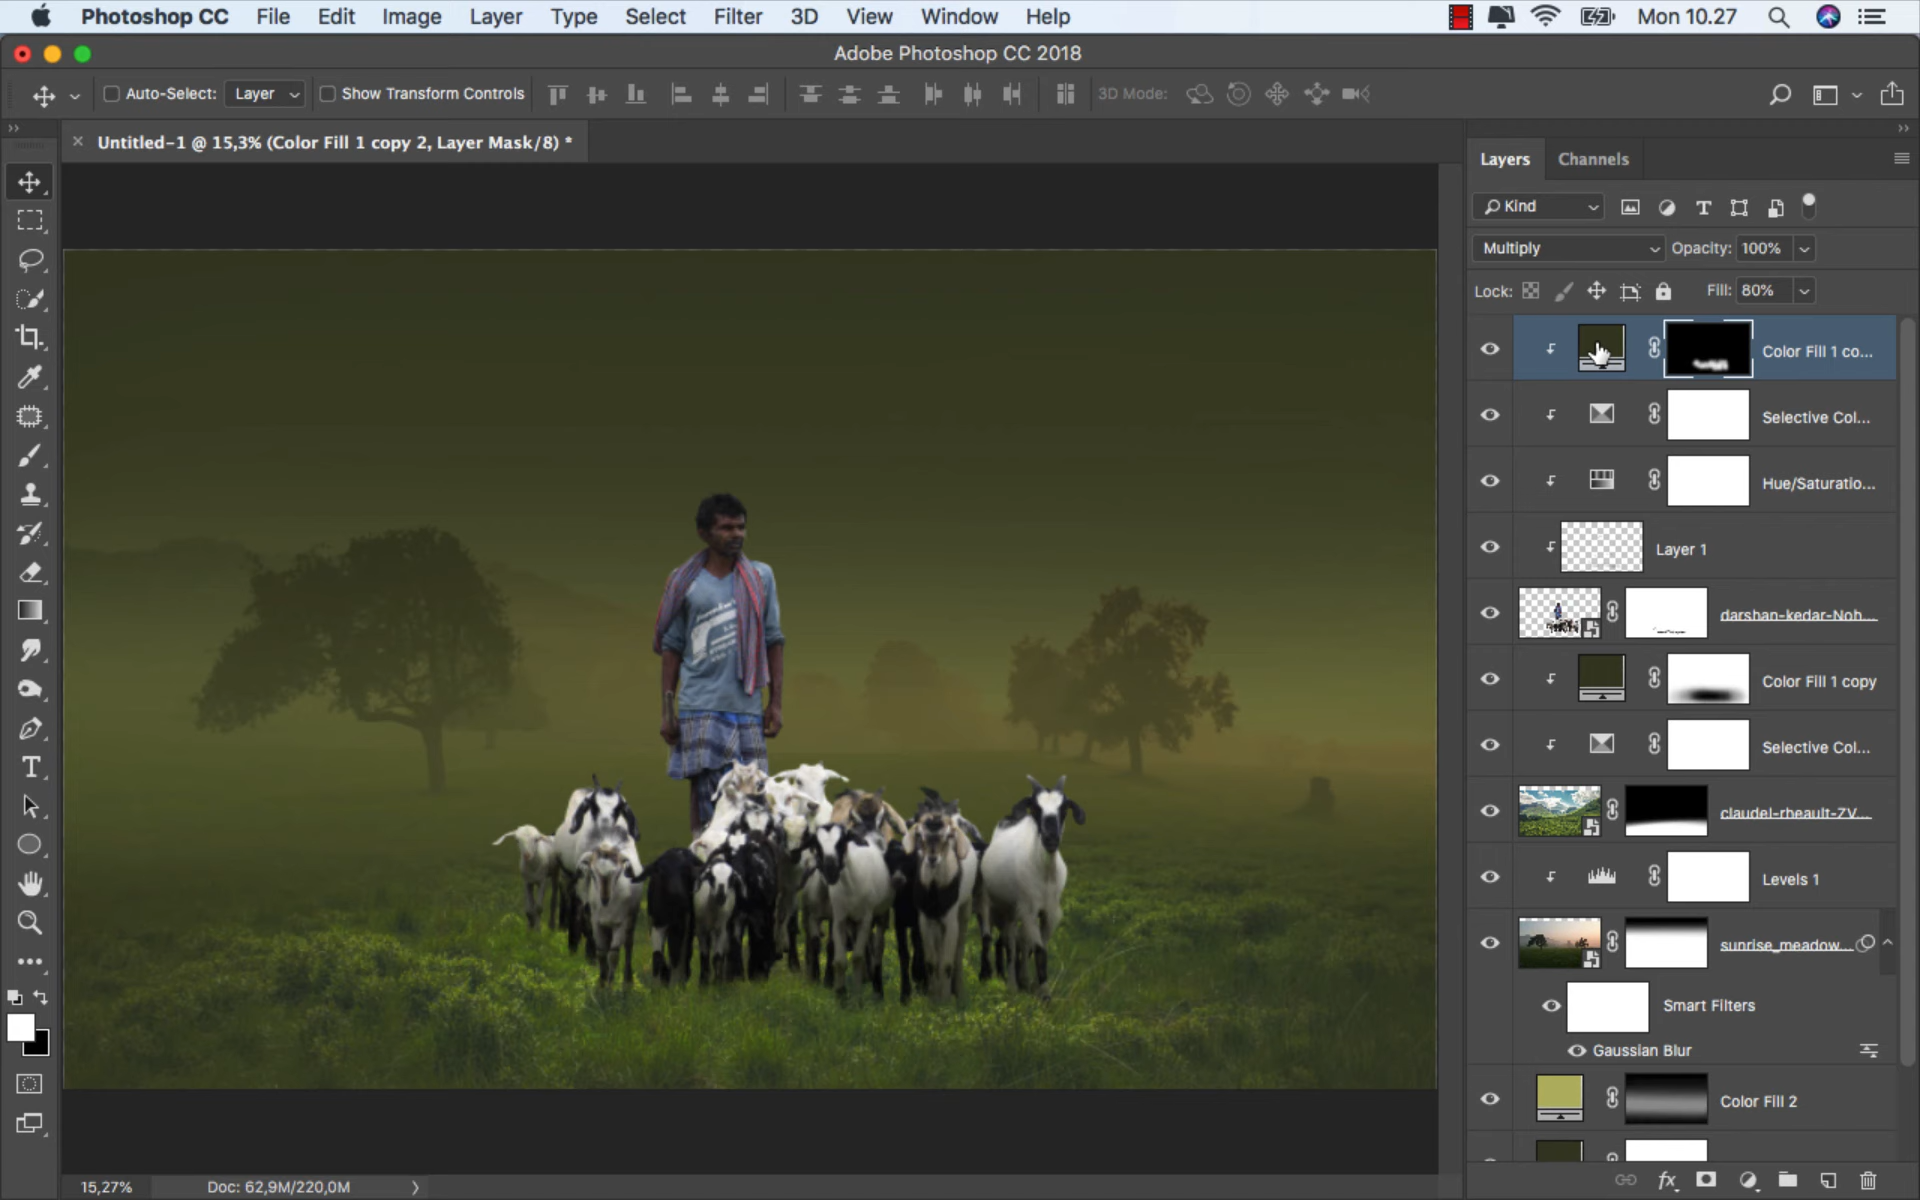 Photoshop CC File Edit Image Layer Type Select Filter 3D View Window Help Mon 10.27
Adobe Photoshop CC 2018
Auto-Select: Layer Show Transform Controls 3D Mode:
Untitled-1 @ 15,3% (Color Fill 1 copy 2, Layer Mask/8) *
Layers Channels
Kind
Multiply Opacity: 100%
Lock: Fill: 80%
Color Fill 1 co...
Selective Col...
Hue/Saturatio...
Layer 1
darshan-kedar-Noh...
Color Fill 1 copy
Selective Col...
claudel-rheault-ZV...
Levels 1
sunrise_meadow...
Smart Filters
Gaussian Blur
Color Fill 2
15,27% Doc: 62,9M/220,0M